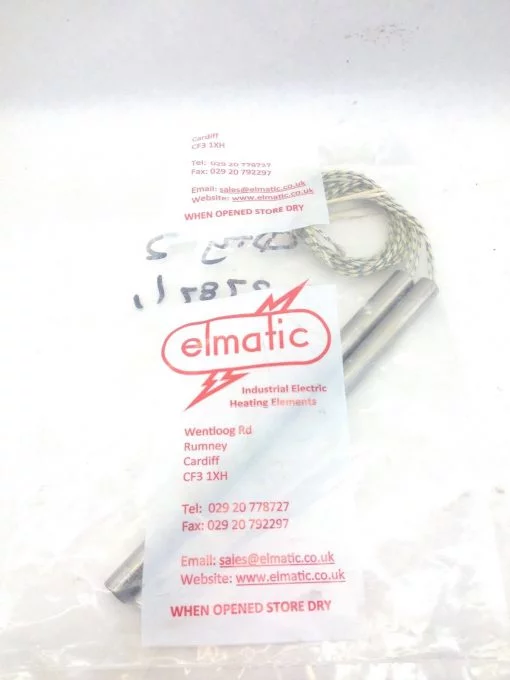 Cardiff
CF3 1XH
Tel: 029 20 778727
Fax: 029 20 792297
Email: sales@elmatic.co.uk
Website: www.elmatic.co.uk
WHEN OPENED STORE DRY
elmatic
Industrial Electric
Heating Elements
Wentloog Rd
Rumney
Cardiff
CF3 1XH
Tel: 029 20 778727
Fax: 029 20 792297
Email: sales@elmatic.co.uk
Website: www.elmatic.co.uk
WHEN OPENED STORE DRY